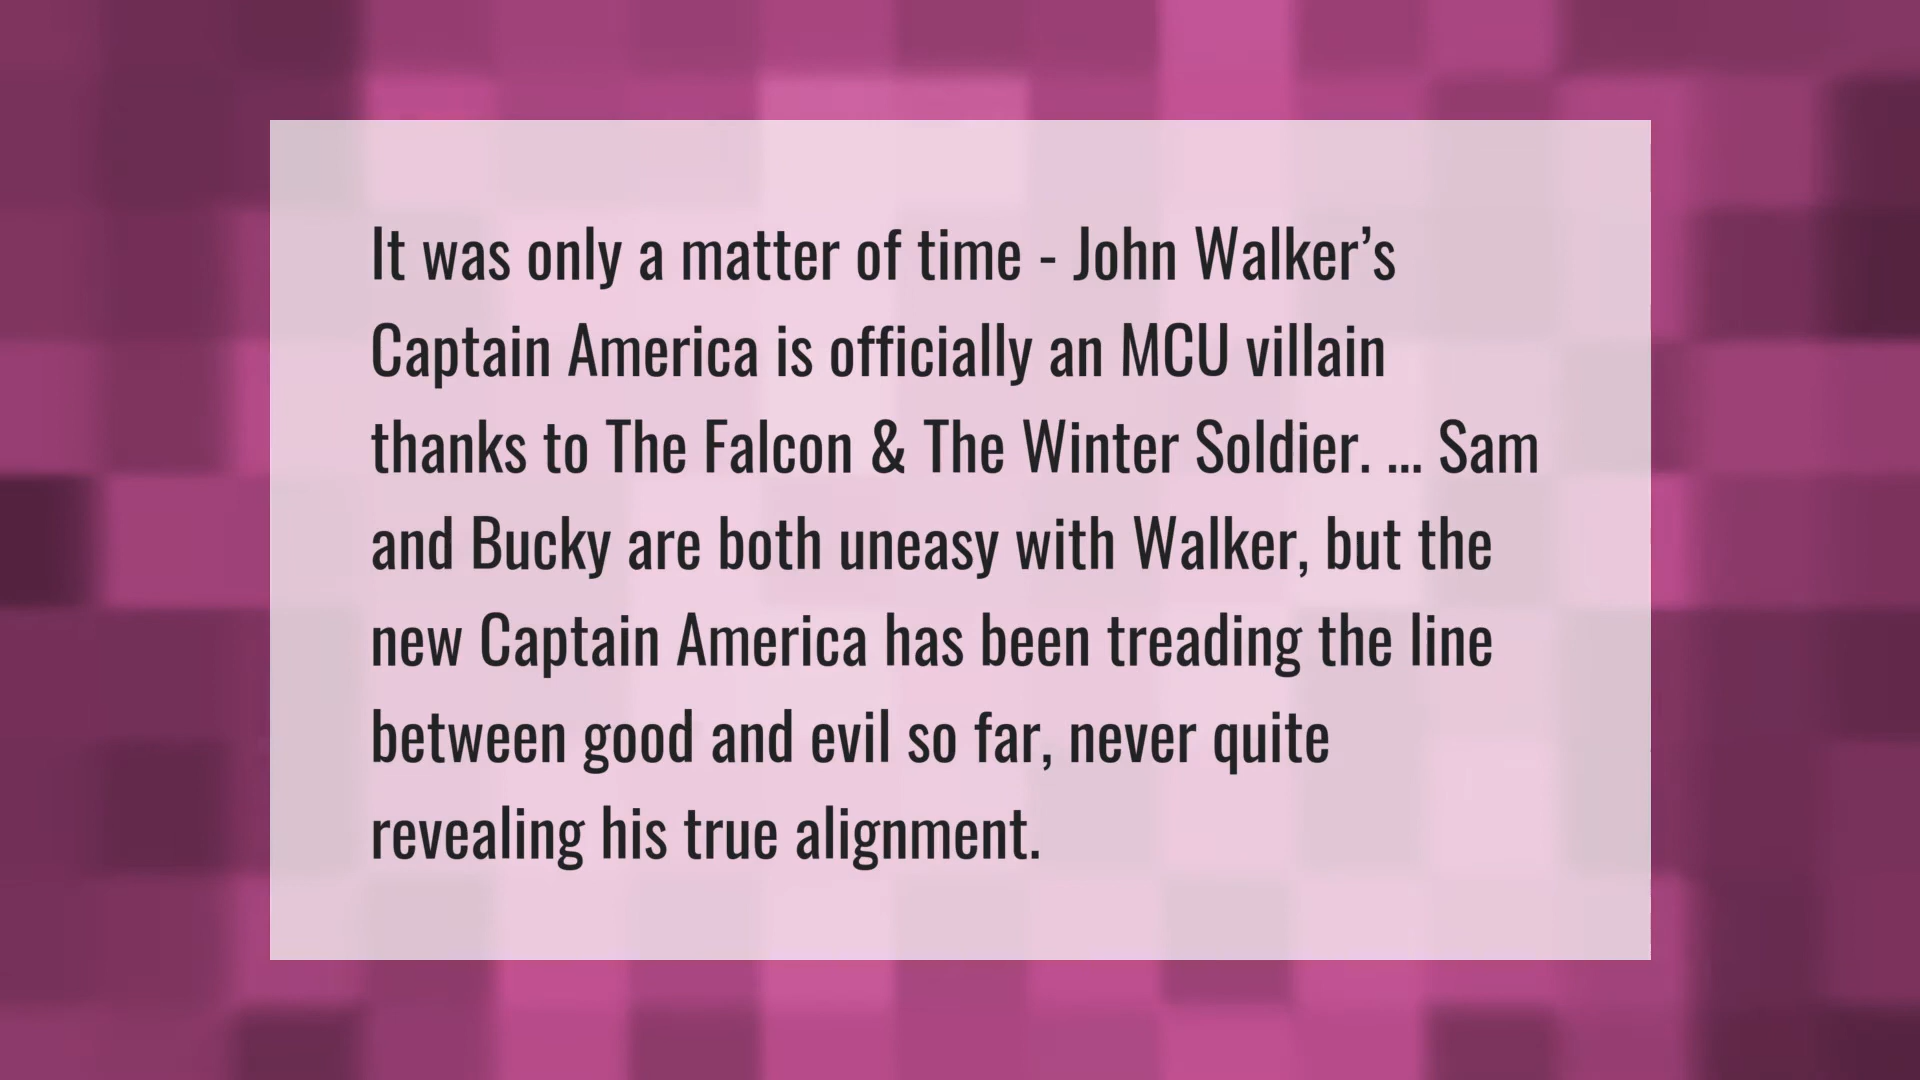 It was only a matter of time - John Walker’s
Captain America is officially an MCU villain
thanks to The Falcon & The Winter Soldier. ... Sam
and Bucky are both uneasy with Walker, but the
new Captain America has been treading the line
between good and evil so far, never quite
revealing his true alignment.